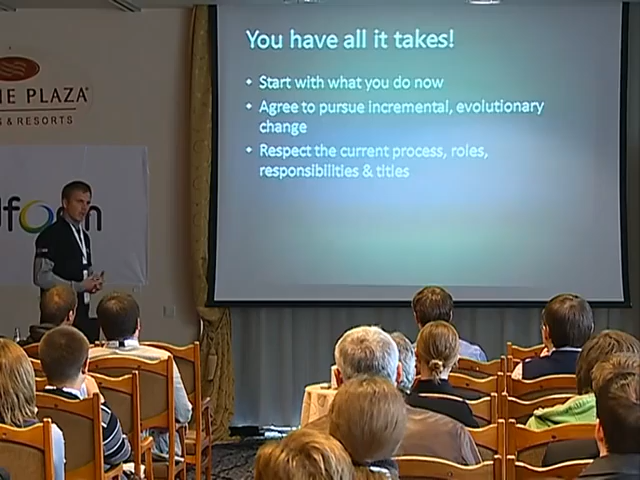 You have all it takes!
• Start with what you do now
• Agree to pursue incremental, evolutionary
change
• Respect the current process, roles,
responsibilities & titles
PLAZA
& RESORTS